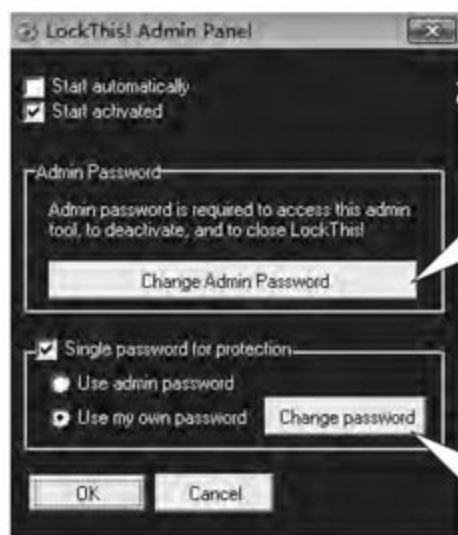 LockThis! Admin Panel
Start automatically
Start activated
Admin Password
Admin password is required to access this admin
tool, to deactivate, and to close LockThis!
Change Admin Password
Single password for protection
Use admin password
Use my own password
Change password
OK
Cancel